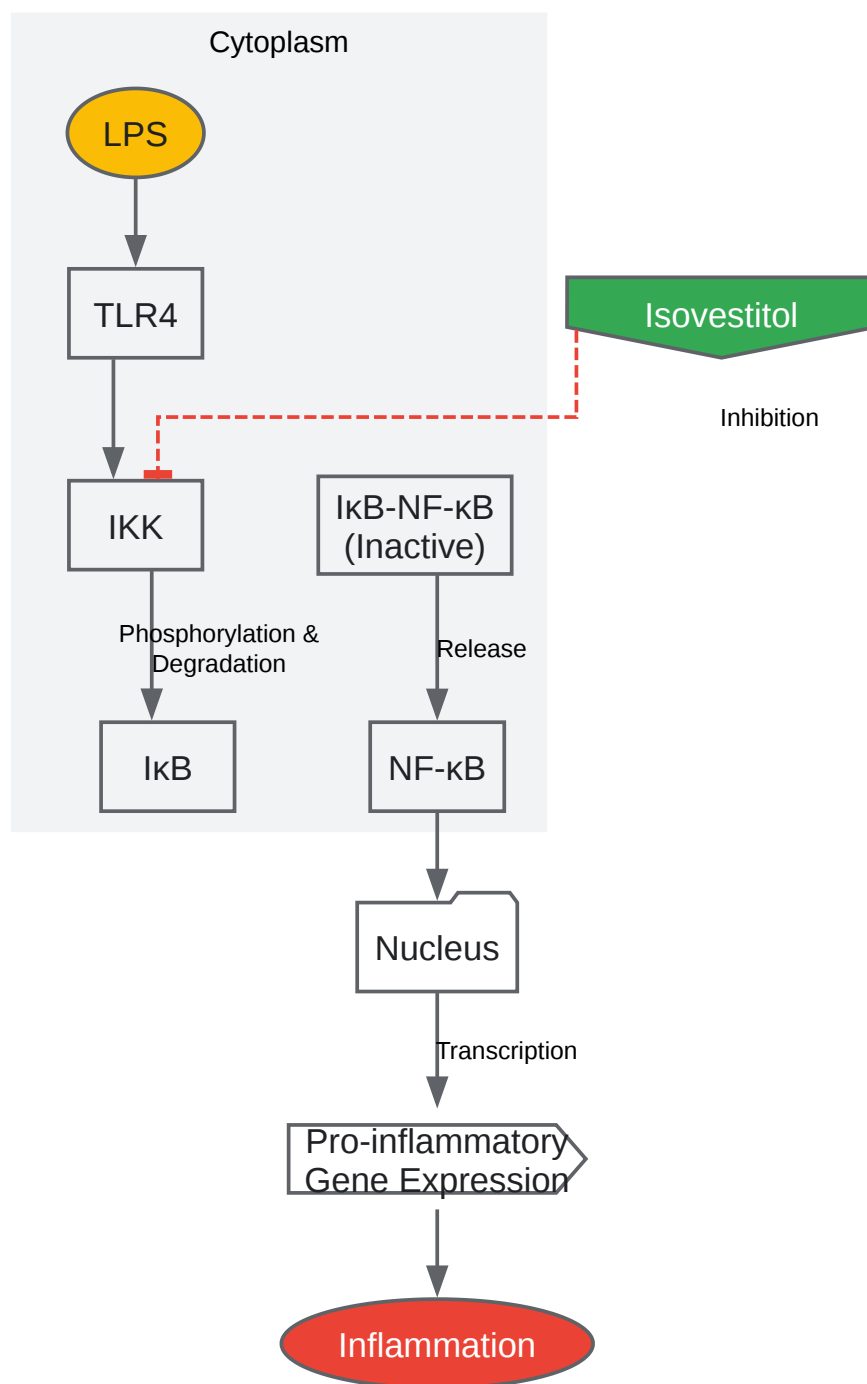 Cytoplasm
LPS
TLR4
Isovestitol
Inhibition
IKK
IκB-NF-κB
(Inactive)
Phosphorylation &
Degradation
Release
IκB
NF-κB
Nucleus
Transcription
Pro-inflammatory
Gene Expression
Inflammation